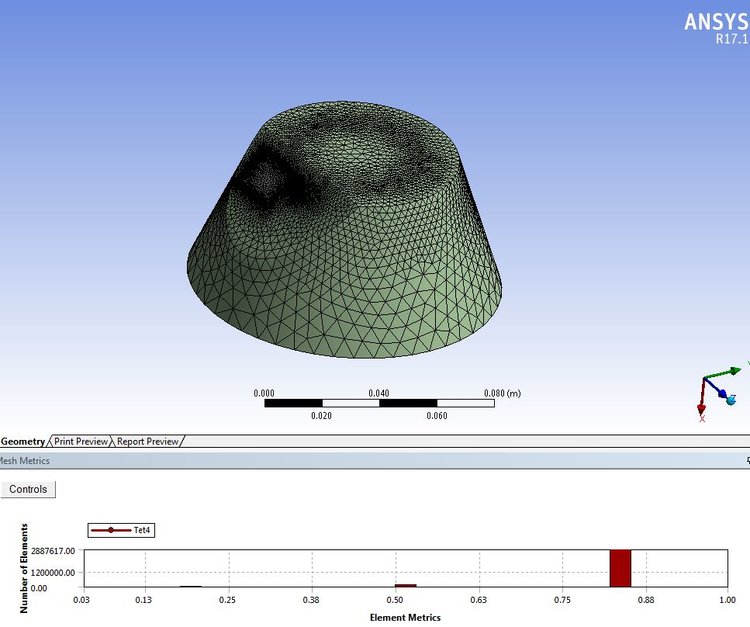 ANSYS
R17.1
0.000 0.040 0.080 (m)
0.020 0.060
X
Geometry Print Preview Report Preview
Mesh Metrics
Controls
Tet4
Number of Elements
2887617.00
1200000.00
0.00
0.03 0.13 0.25 0.38 0.50 0.63 0.75 0.88 1.00
Element Metrics